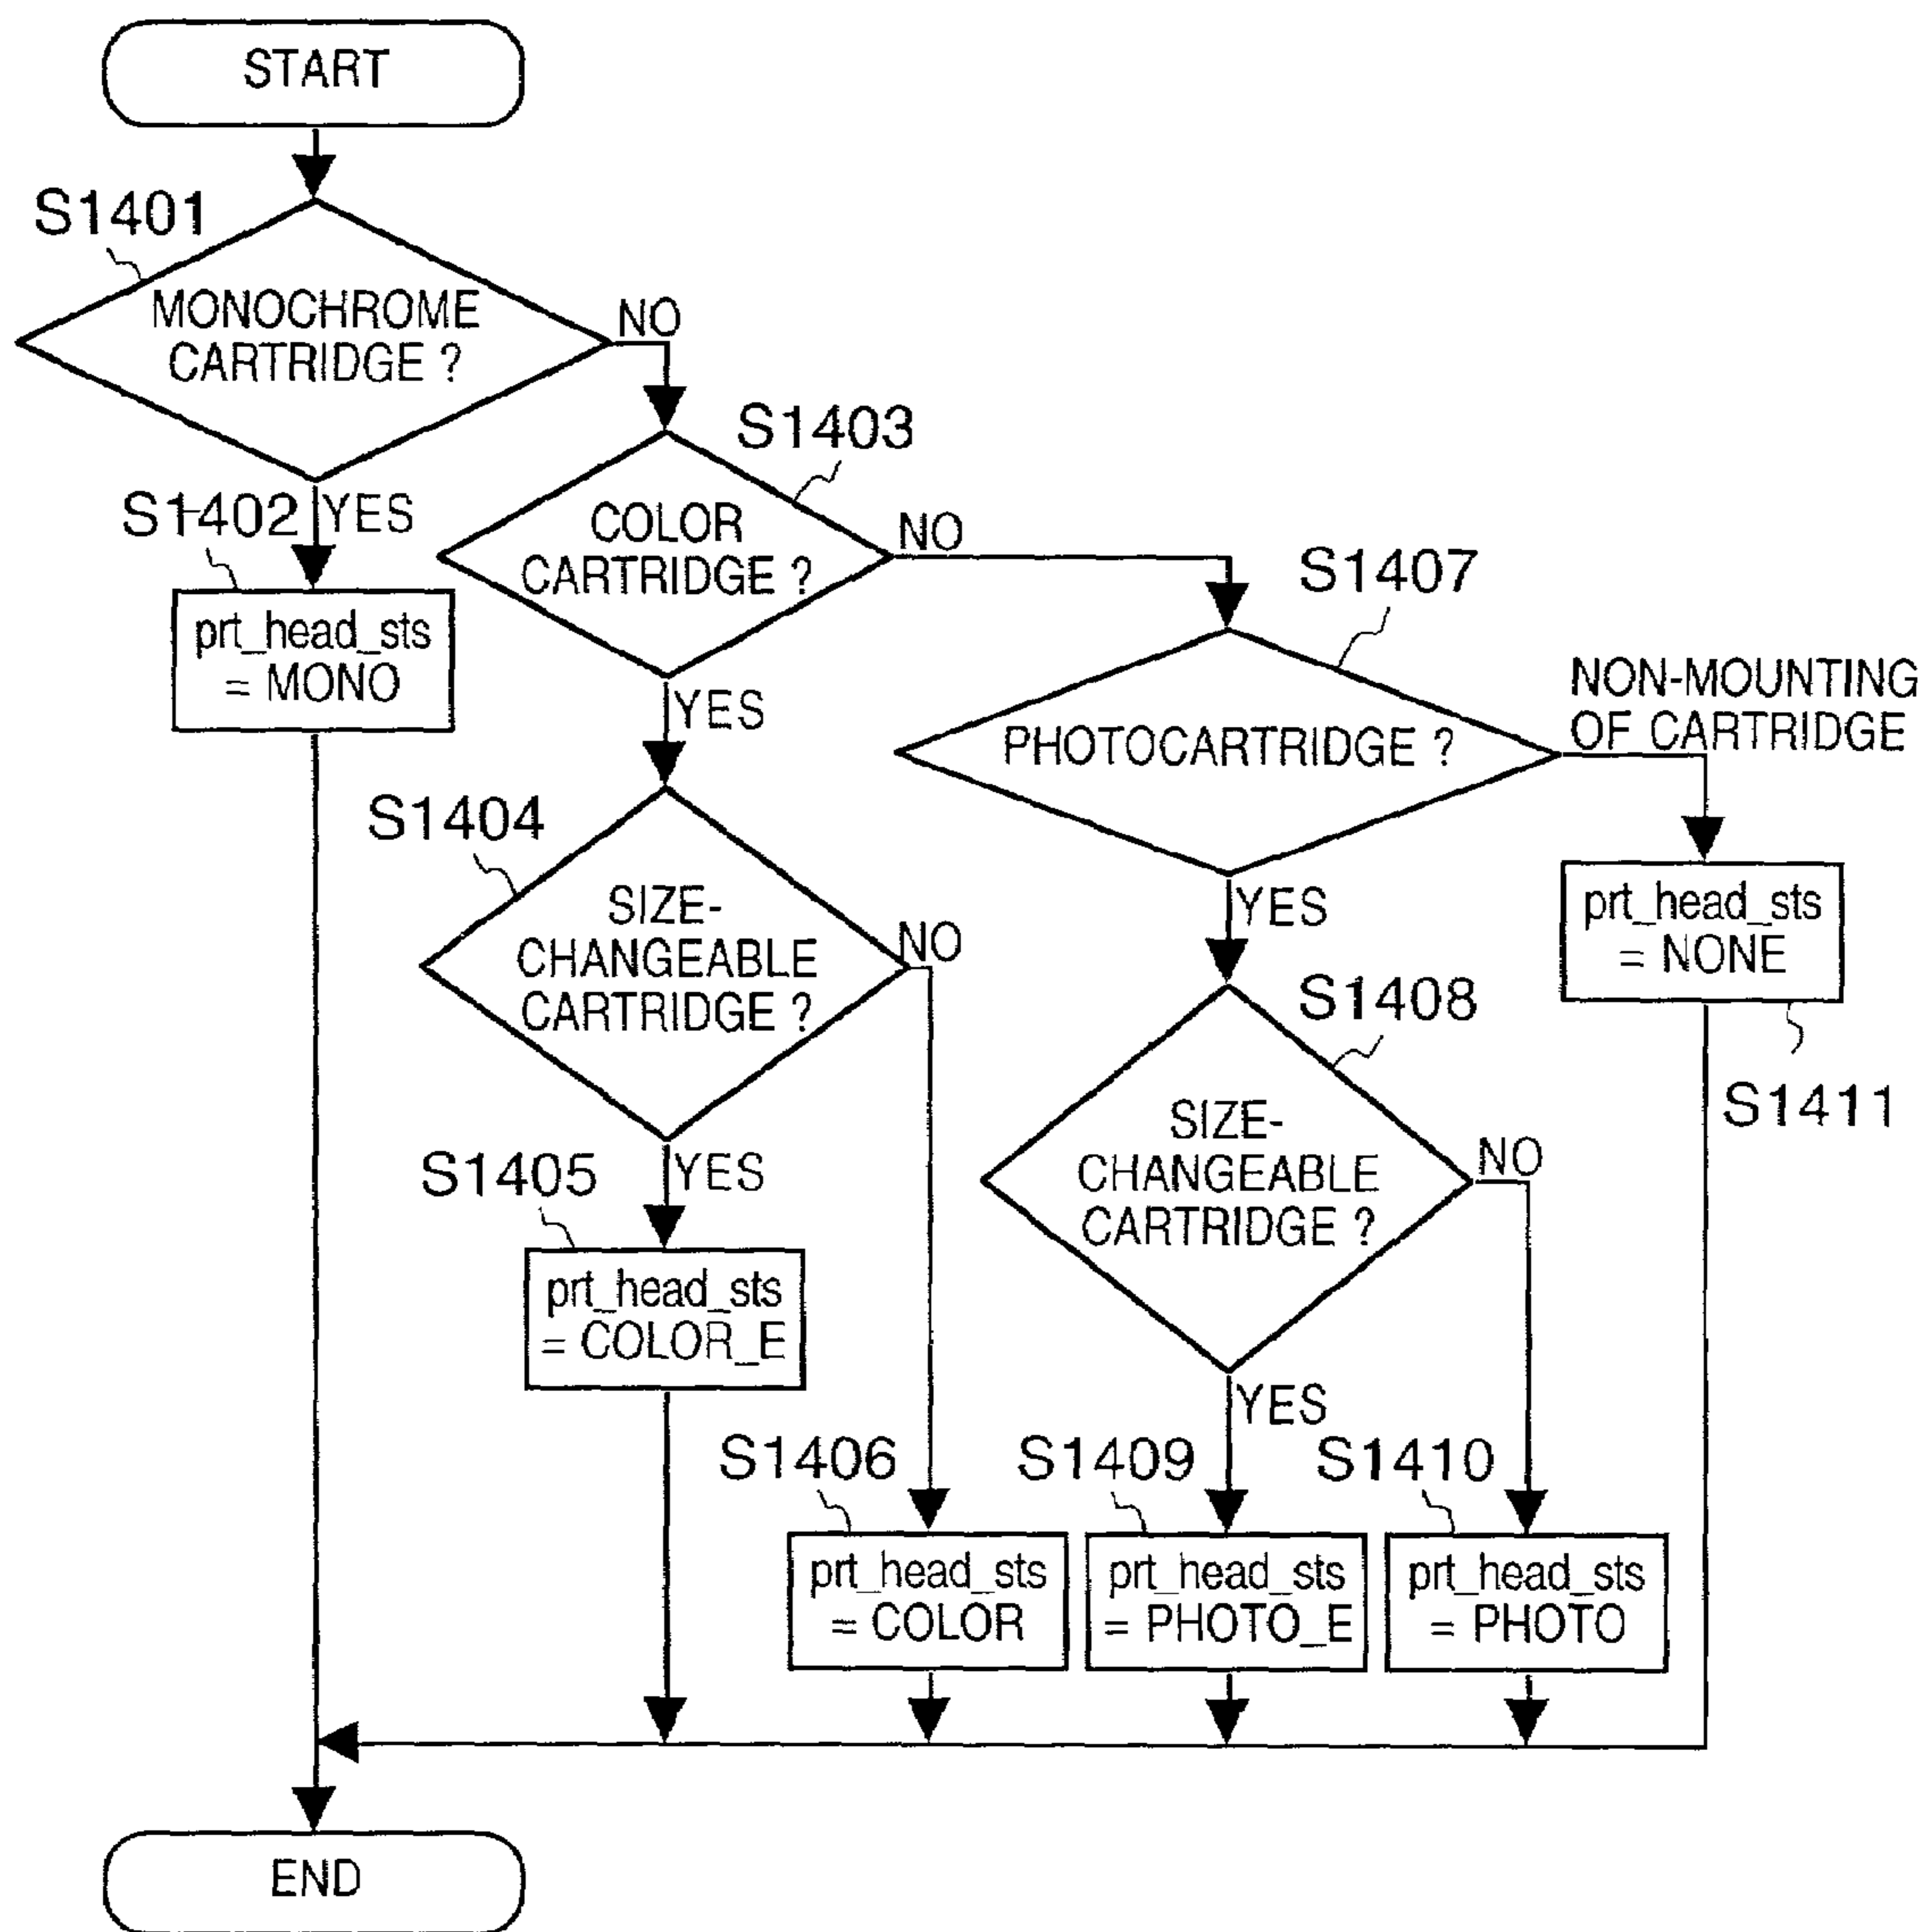 START
S1401
MONOCHROME
CARTRIDGE ?
NO
S1402
YES
prt_head_sts
= MONO
S1403
COLOR
CARTRIDGE ?
NO
YES
S1404
SIZE-
CHANGEABLE
CARTRIDGE ?
NO
S1405
YES
prt_head_sts
= COLOR_E
S1406
prt_head_sts
= COLOR
S1407
PHOTOCARTRIDGE ?
NON-MOUNTING
OF CARTRIDGE
YES
prt_head_sts
= NONE
S1411
S1408
SIZE-
CHANGEABLE
CARTRIDGE ?
NO
YES
S1409
prt_head_sts
= PHOTO_E
S1410
prt_head_sts
= PHOTO
END